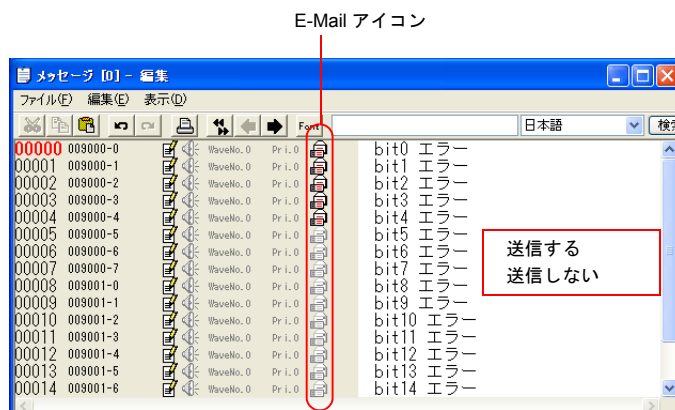 E-Mail アイコン
メッセージ [0] - 編集
ファイル(F) 編集(E) 表示(D)
Font 日本語 検索
00000 009000-0 WaveNo.0 Pri.0 bit0 エラー
00001 009000-1 WaveNo.0 Pri.0 bit1 エラー
00002 009000-2 WaveNo.0 Pri.0 bit2 エラー
00003 009000-3 WaveNo.0 Pri.0 bit3 エラー
00004 009000-4 WaveNo.0 Pri.0 bit4 エラー
00005 009000-5 WaveNo.0 Pri.0 bit5 エラー
00006 009000-6 WaveNo.0 Pri.0 bit6 エラー
00007 009000-7 WaveNo.0 Pri.0 bit7 エラー
00008 009001-0 WaveNo.0 Pri.0 bit8 エラー
00009 009001-1 WaveNo.0 Pri.0 bit9 エラー
00010 009001-2 WaveNo.0 Pri.0 bit10 エラー
00011 009001-3 WaveNo.0 Pri.0 bit11 エラー
00012 009001-4 WaveNo.0 Pri.0 bit12 エラー
00013 009001-5 WaveNo.0 Pri.0 bit13 エラー
00014 009001-6 WaveNo.0 Pri.0 bit14 エラー
送信する
送信しない